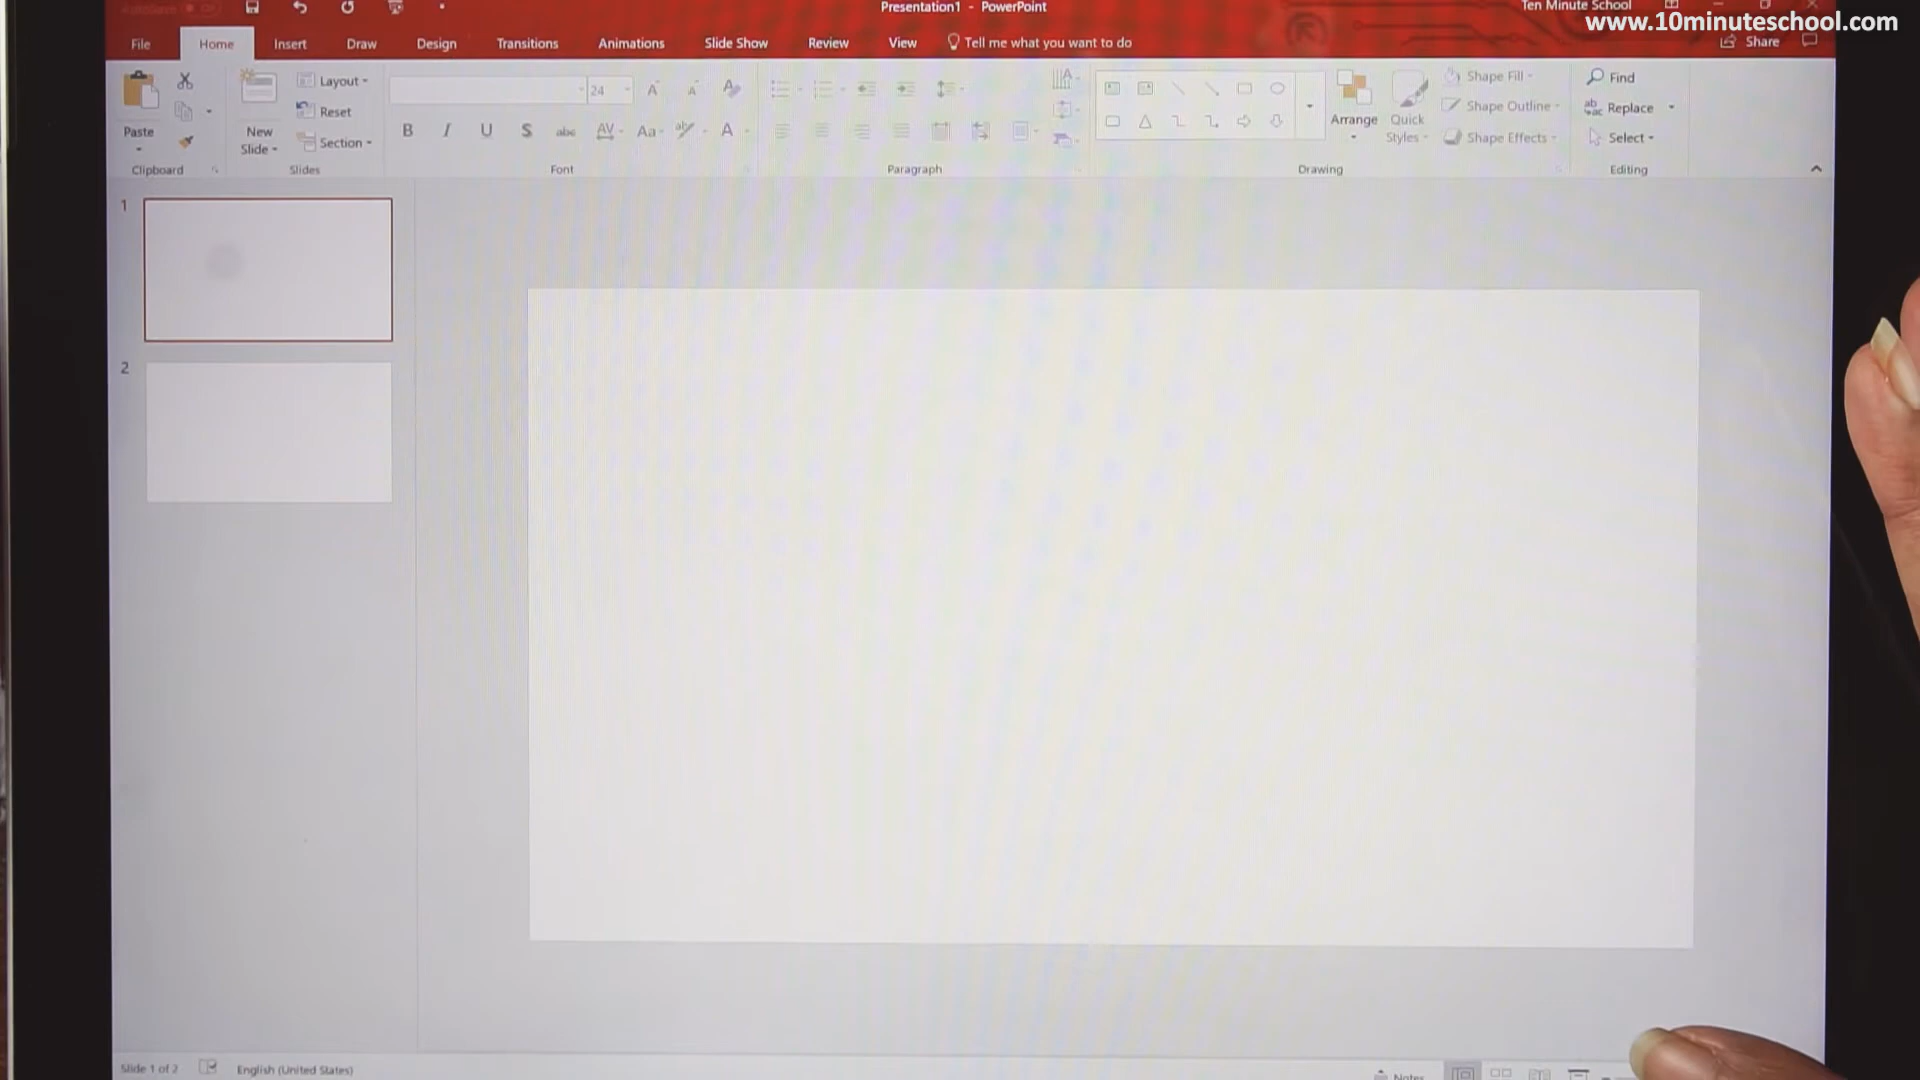 Presentation1 - PowerPoint
Ten Minute School
www.10minuteschool.com
File Home Insert Draw Design Transitions Animations Slide Show Review View Tell me what you want to do Share
Layout
Shape Fill
Find
24
Reset
Shape Outline
Replace
Paste
New
Slide
Section
B I U S abc AV Aa A
Arrange
Quick
Styles
Shape Effects
Select
Clipboard Slides Font Paragraph Drawing Editing
1
2
Slide 1 of 2 English (United States) Notes